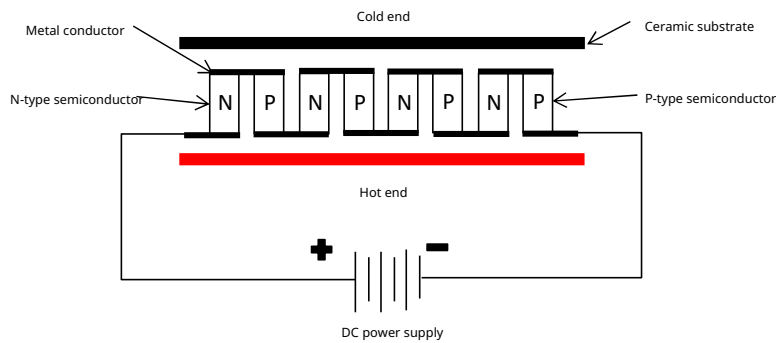 Cold end
Metal conductor
Ceramic substrate
N-type semiconductor
N P N P N P N P
P-type semiconductor
Hot end
+ −
DC power supply